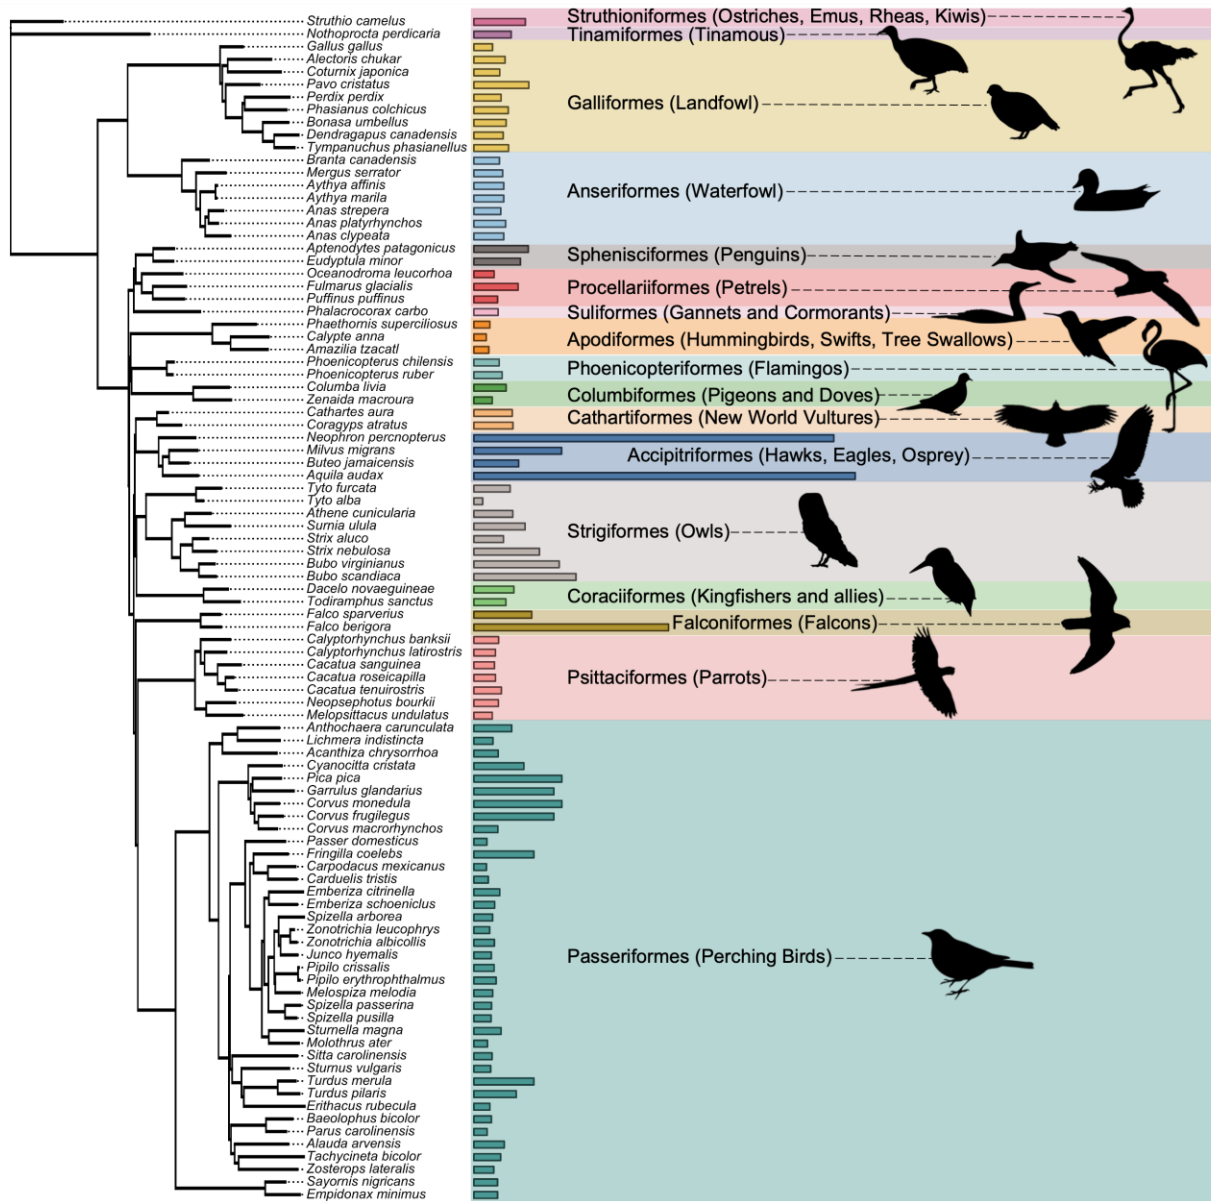 Struthio camelus
Nothoprocta perdicaria
Gallus gallus
Alectoris chukar
Coturnix japonica
Pavo cristatus
Perdix perdix
Phasianus colchicus
Bonasa umbellus
Dendragapus canadensis
Tympanuchus phasianellus
Branta canadensis
Mergus serrator
Aythya affinis
Aythya marila
Anas strepera
Anas platyrhynchos
Anas clypeata
Aptenodytes patagonicus
Eudyptula minor
Oceanodroma leucorhoa
Fulmarus glacialis
Puffinus puffinus
Phalacrocorax carbo
Phaethornis superciliosus
Calypte anna
Amazilia tzacatl
Phoenicopterus chilensis
Phoenicopterus ruber
Columba livia
Zenaida macroura
Cathartes aura
Coragyps atratus
Neophron percnopterus
Milvus migrans
Buteo jamaicensis
Aquila audax
Tyto furcata
Tyto alba
Athene cunicularia
Surnia ulula
Strix aluco
Strix nebulosa
Bubo virginianus
Bubo scandiaca
Dacelo novaeguineae
Todiramphus sanctus
Falco sparverius
Falco berigora
Calyptorhynchus banksii
Calyptorhynchus latirostris
Cacatua sanguinea
Cacatua roseicapilla
Cacatua tenuirostris
Neopsephotus bourkii
Melopsittacus undulatus
Anthochaera carunculata
Lichmera indistincta
Acanthiza chrysorrhoa
Cyanocitta cristata
Pica pica
Garrulus glandarius
Corvus monedula
Corvus frugilegus
Corvus macrorhynchos
Passer domesticus
Fringilla coelebs
Carpodacus mexicanus
Carduelis tristis
Emberiza citrinella
Emberiza schoeniclus
Spizella arborea
Zonotrichia leucophrys
Zonotrichia albicollis
Junco hyemalis
Pipilo crissalis
Pipilo erythrophthalmus
Melospiza melodia
Spizella passerina
Spizella pusilla
Sturnella magna
Molothrus ater
Sitta carolinensis
Sturnus vulgaris
Turdus merula
Turdus pilaris
Erithacus rubecula
Baeolophus bicolor
Parus carolinensis
Alauda arvensis
Tachycineta bicolor
Zosterops lateralis
Sayornis nigricans
Empidonax minimus
Struthioniformes (Ostriches, Emus, Rheas, Kiwis)
Tinamiformes (Tinamous)
Galliformes (Landfowl)
Anseriformes (Waterfowl)
Sphenisciformes (Penguins)
Procellariiformes (Petrels)
Suliformes (Gannets and Cormorants)
Apodiformes (Hummingbirds, Swifts, Tree Swallows)
Phoenicopteriformes (Flamingos)
Columbiformes (Pigeons and Doves)
Cathartiformes (New World Vultures)
Accipitriformes (Hawks, Eagles, Osprey)
Strigiformes (Owls)
Coraciiformes (Kingfishers and allies)
Falconiformes (Falcons)
Psittaciformes (Parrots)
Passeriformes (Perching Birds)